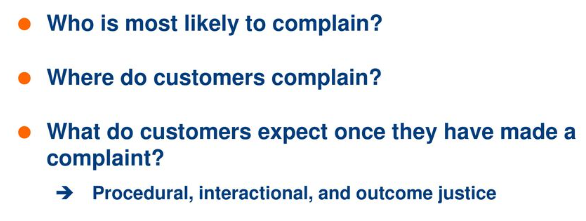 ● Who is most likely to complain?
● Where do customers complain?
● What do customers expect once they have made a
complaint?
➔ Procedural, interactional, and outcome justice